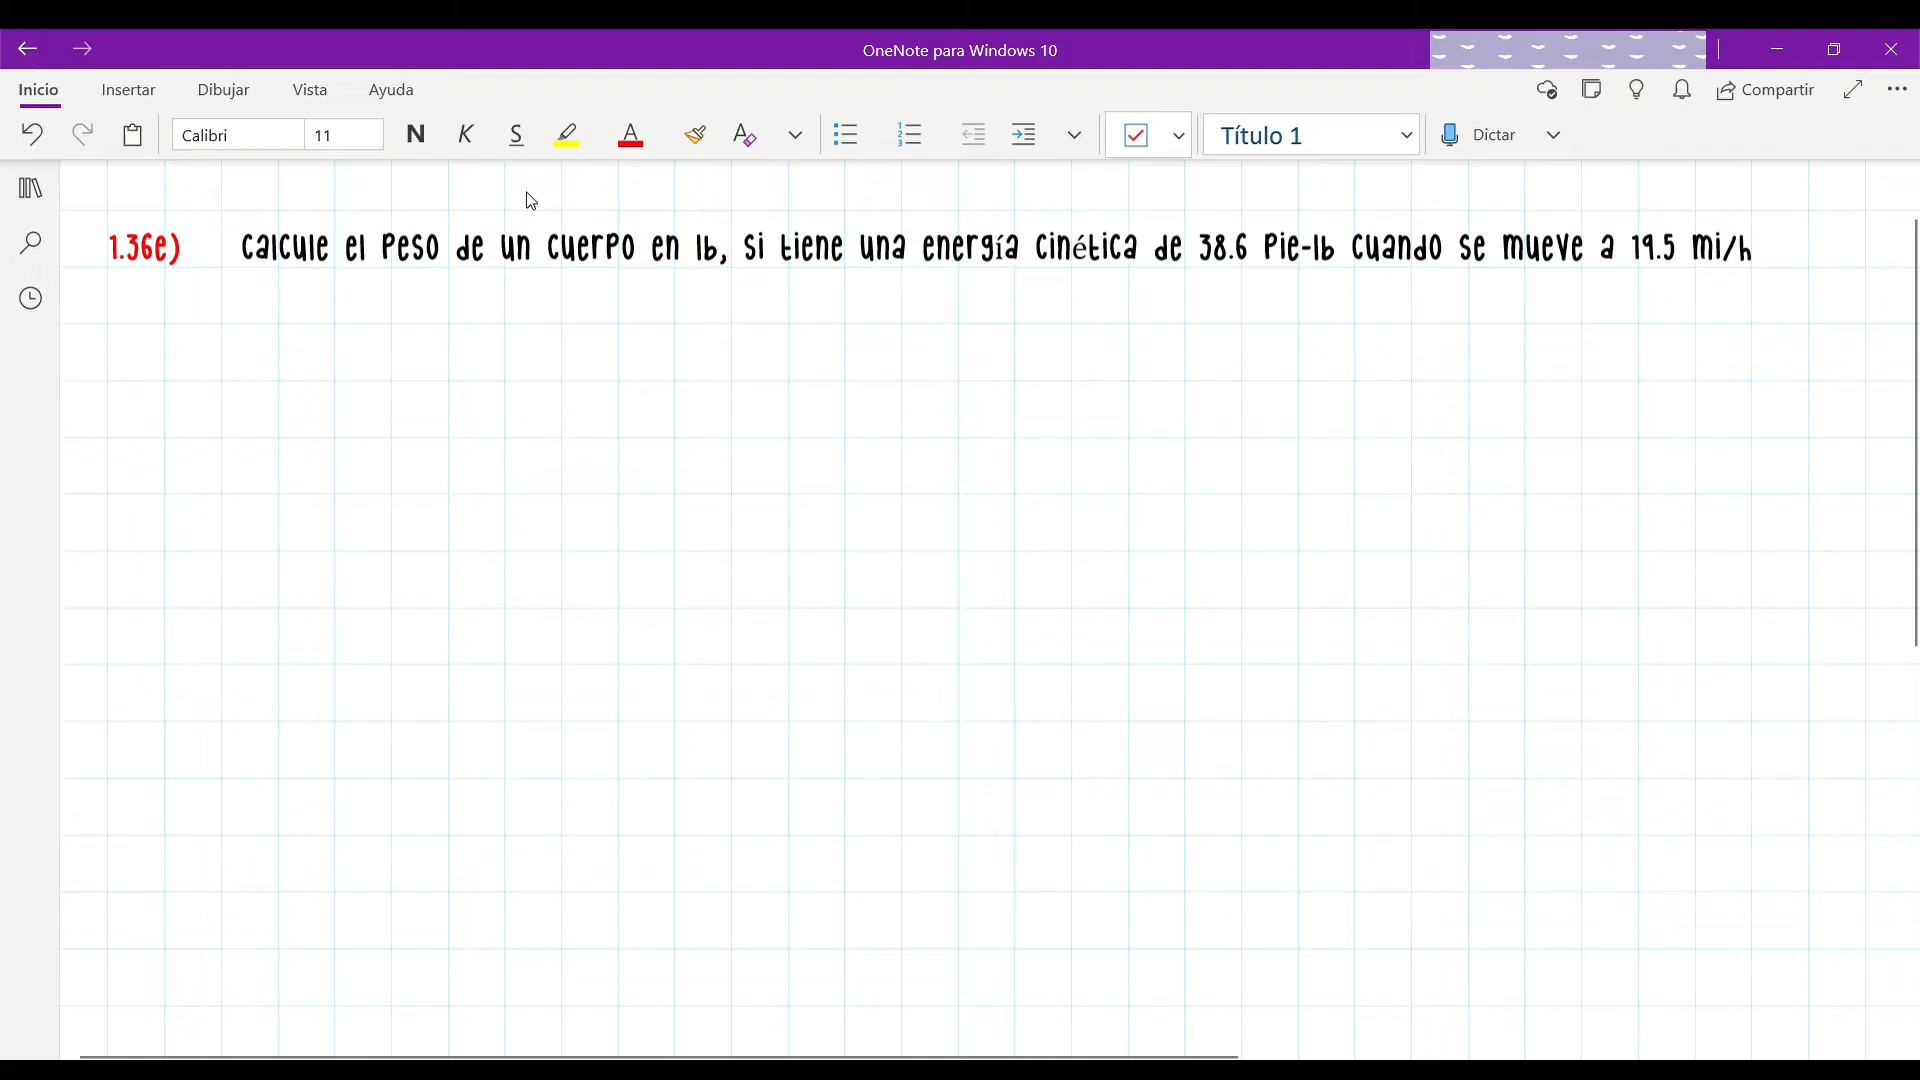 OneNote para Windows 10
Inicio Insertar Dibujar Vista Ayuda Compartir
Calibri 11 N K S A A Título 1 Dictar
1.36e) Calcule el peso de un cuerpo en lb, si tiene una energía cinética de 38.6 pie-lb cuando se mueve a 19.5 mi/h